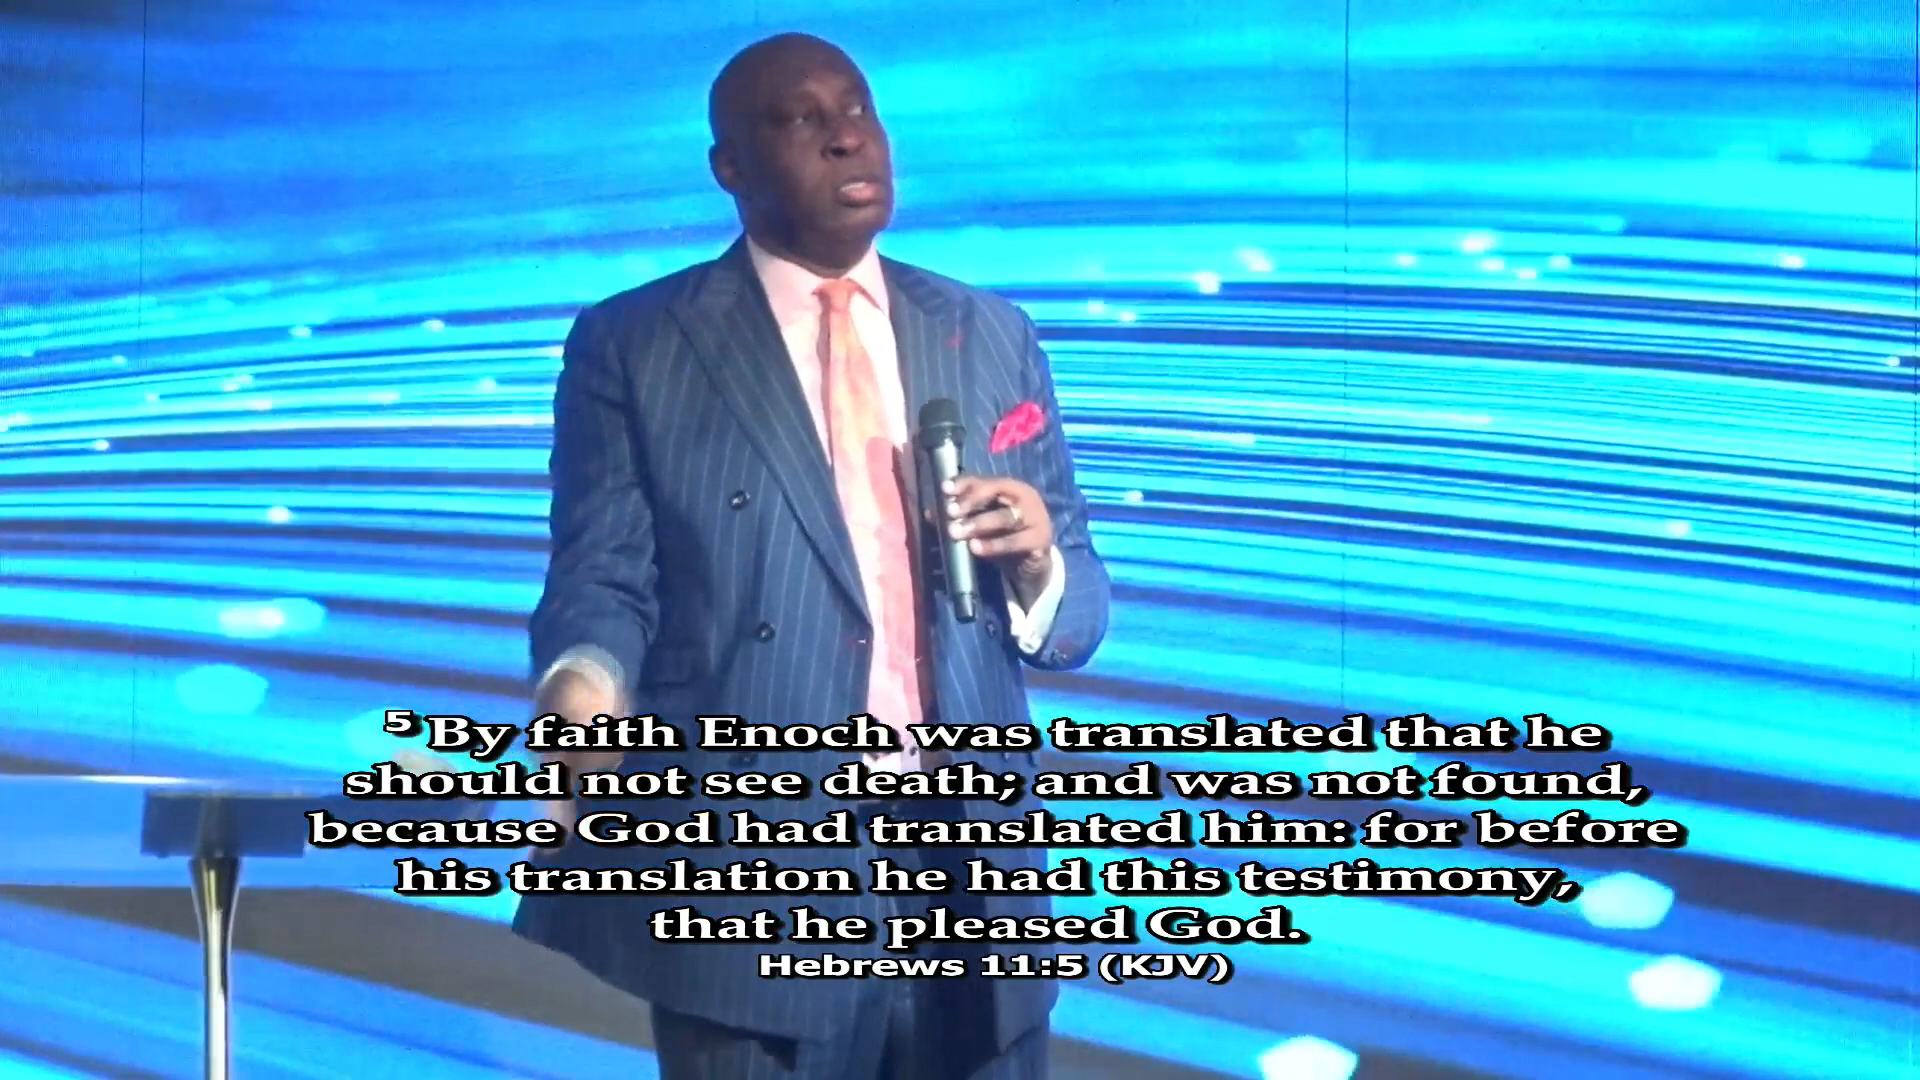 5 By faith Enoch was translated that he
should not see death; and was not found,
because God had translated him: for before
his translation he had this testimony,
that he pleased God.
Hebrews 11:5 (KJV)